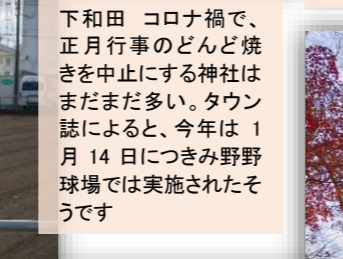 下和田　コロナ禍で、
正月行事のどんど焼
きを中止にする神社は
まだまだ多い。タウン
誌によると、今年は 1
月 14 日につきみ野野
球場では実施されたそ
うです